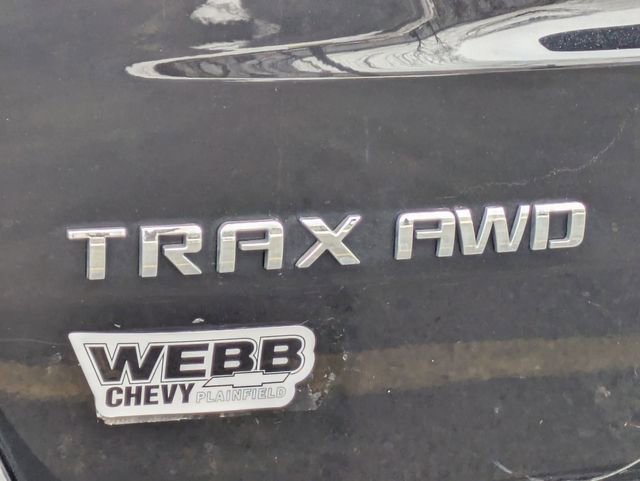 TRAX AWD
WEBB
CHEVY PLAINFIELD